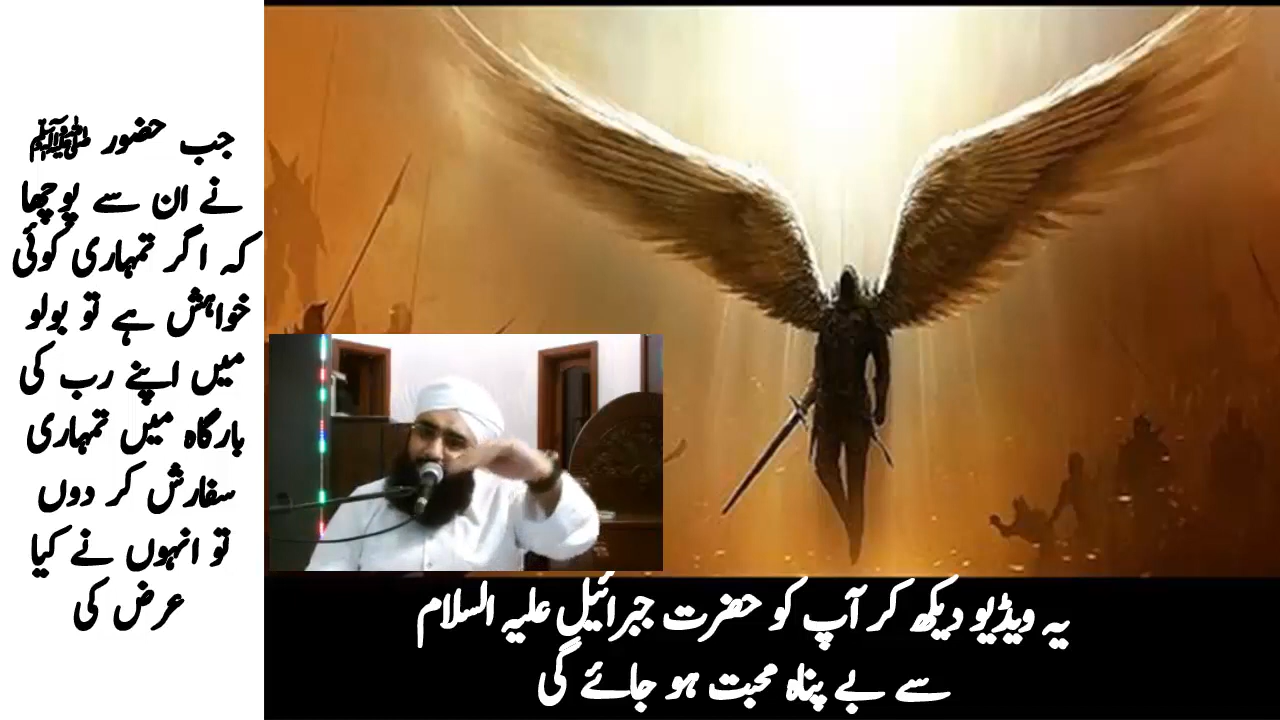 جب حضور ﷺ
نے ان سے پوچھا
کہ اگر تمہاری کوئی
خواہش ہے تو بولو
میں اپنے رب کی
بارگاہ میں تمہاری
سفارش کر دوں
تو انہوں نے کیا
عرض کی
یہ ویڈیو دیکھ کر آپ کو حضرت جبرائیل علیہ السلام
سے بے پناہ محبت ہو جائے گی